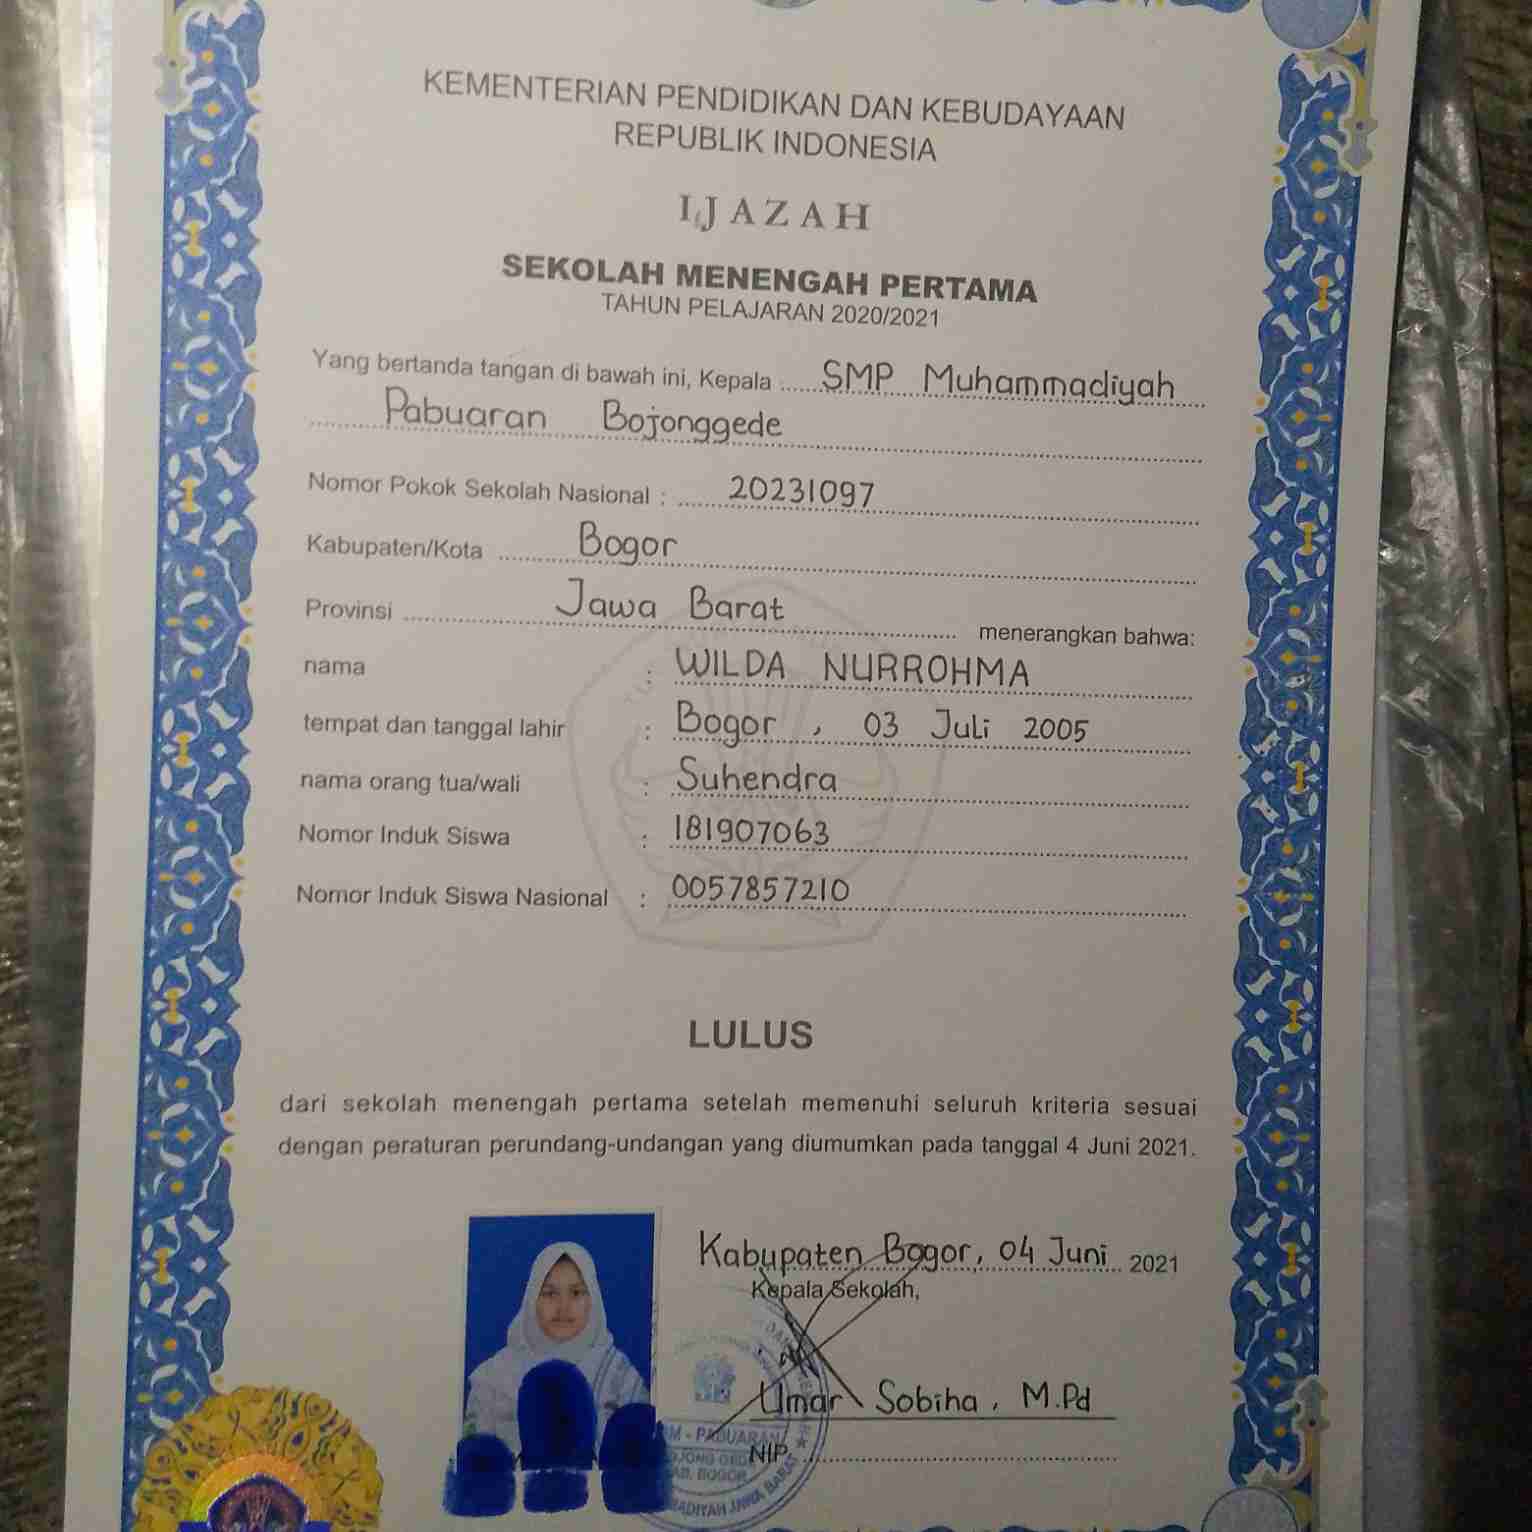 KEMENTERIAN PENDIDIKAN DAN KEBUDAYAAN
REPUBLIK INDONESIA
IJAZAH
SEKOLAH MENENGAH PERTAMA
TAHUN PELAJARAN 2020/2021
Yang bertanda tangan di bawah ini, Kepala SMP Muhammadiyah
Pabuaran Bojonggede
Nomor Pokok Sekolah Nasional : 20231097
Kabupaten/Kota Bogor
Provinsi Jawa Barat menerangkan bahwa:
nama : WILDA NURROHMA
tempat dan tanggal lahir : Bogor , 03 Juli 2005
nama orang tua/wali : Suhendra
Nomor Induk Siswa : 181907063
Nomor Induk Siswa Nasional : 0057857210
LULUS
dari sekolah menengah pertama setelah memenuhi seluruh kriteria sesuai
dengan peraturan perundang-undangan yang diumumkan pada tanggal 4 Juni 2021.
Kabupaten Bogor, 04 Juni 2021
Kepala Sekolah,
Umar Sobiha, M.Pd
PABUARAN
NIP.
BOGOR
JAWA BARAT